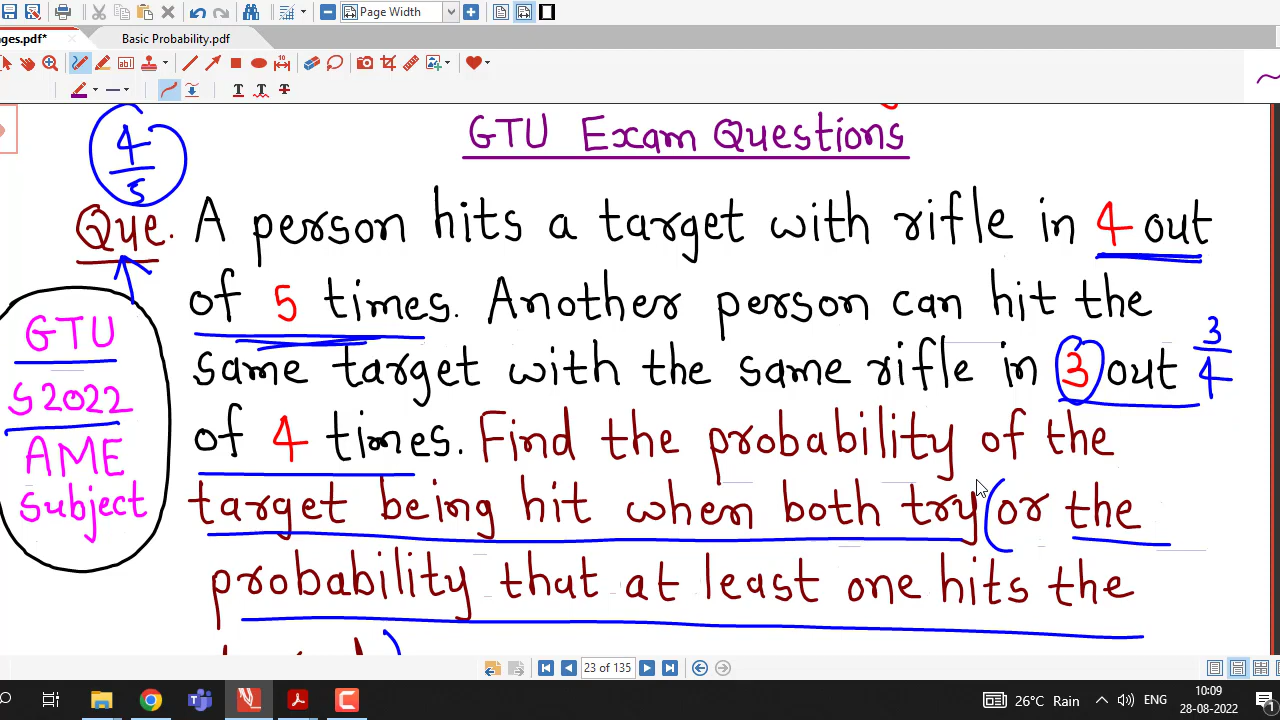 Page Width
ges.pdf*
Basic Probability.pdf
10
T T T
4
5
GTU Exam Questions
Que. A person hits a target with rifle in 4 out
of 5 times. Another person can hit the
same target with the same rifle in 3 out
3
4
of 4 times. Find the probability of the
target being hit when both try (or the
probability that at least one hits the
)
GTU
S2022
AME
Subject
23 of 135
26°C Rain
ENG
10:09
28-08-2022
1